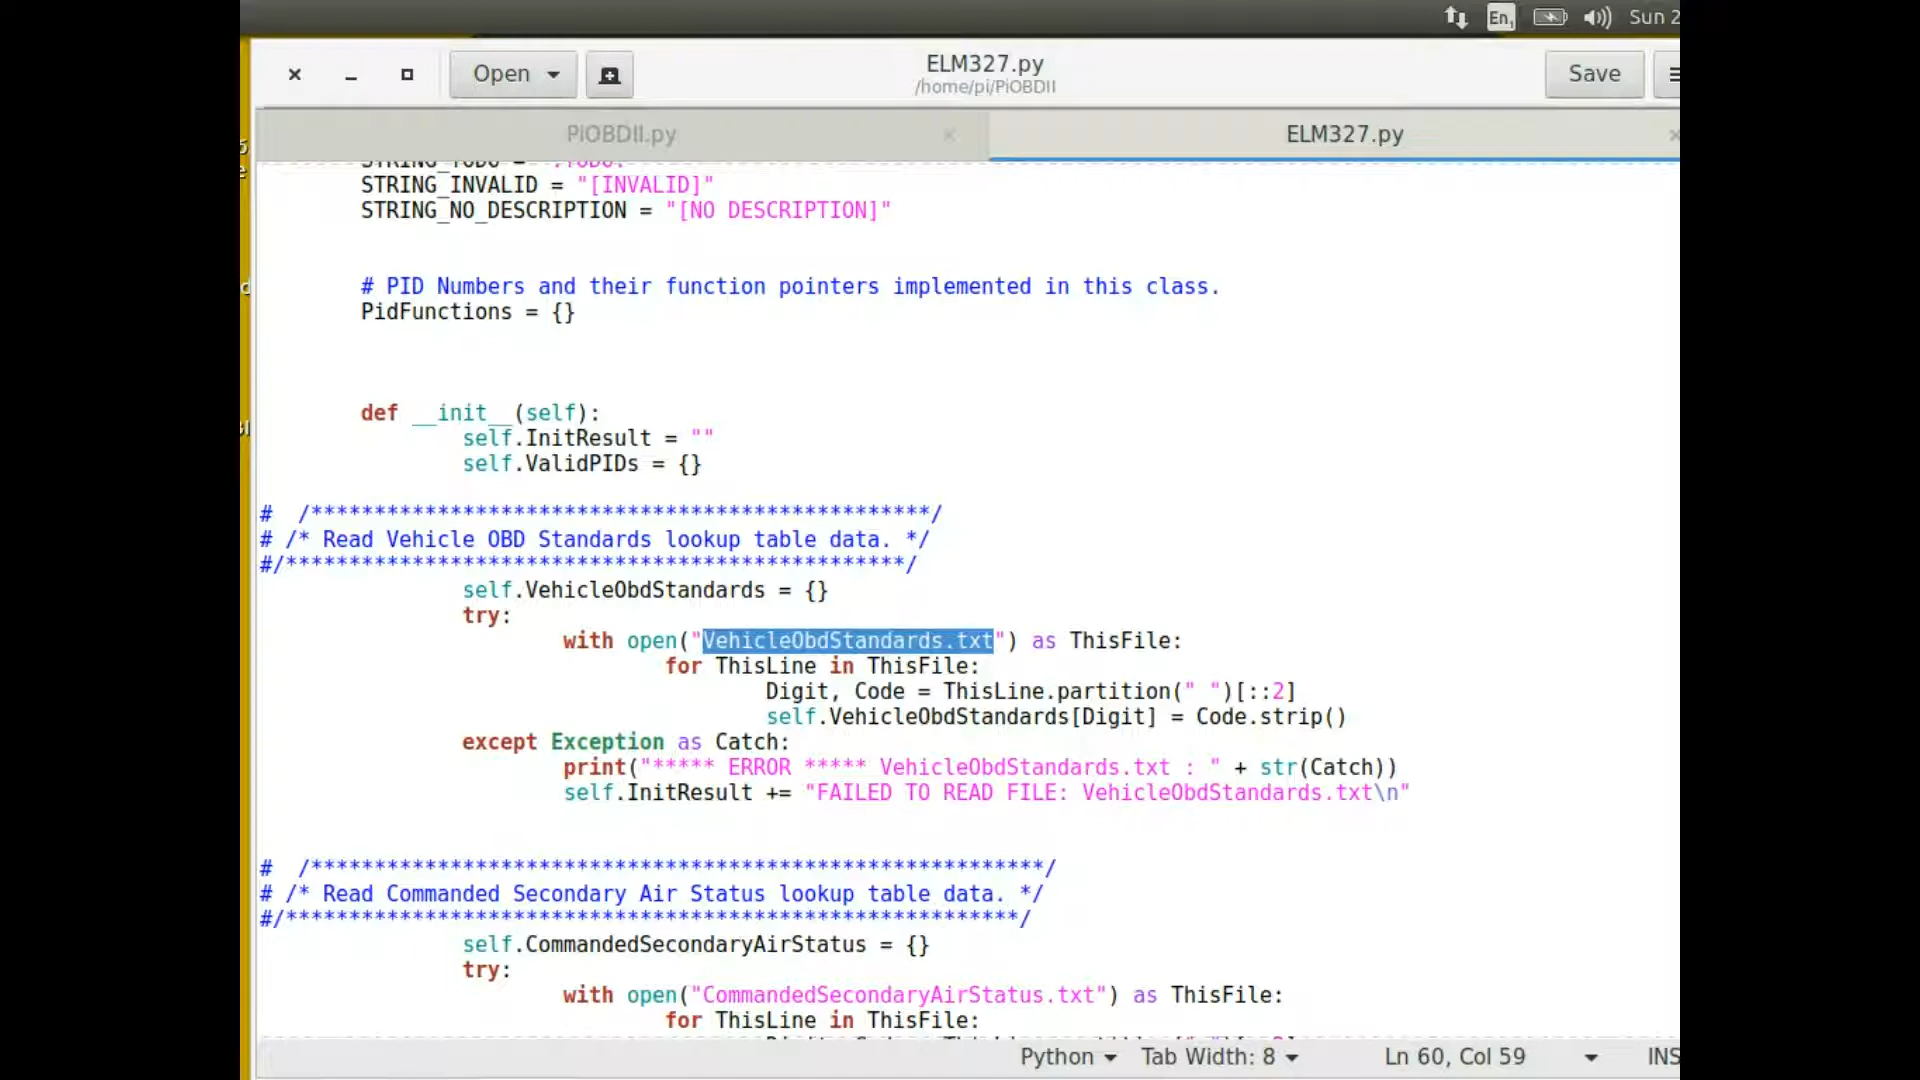 En
Sun 2
Open
ELM327.py
/home/pi/PiOBDII
Save
PiOBDII.py
ELM327.py
STRING_INVALID = "[INVALID]"
STRING_NO_DESCRIPTION = "[NO DESCRIPTION]"
# PID Numbers and their function pointers implemented in this class.
PidFunctions = {}
def __init__(self):
self.InitResult = ""
self.ValidPIDs = {}
#  /*************************************************/
# /* Read Vehicle OBD Standards lookup table data. */
#/*************************************************/
self.VehicleObdStandards = {}
try:
with open("VehicleObdStandards.txt") as ThisFile:
for ThisLine in ThisFile:
Digit, Code = ThisLine.partition(" ")[::2]
self.VehicleObdStandards[Digit] = Code.strip()
except Exception as Catch:
print("***** ERROR ***** VehicleObdStandards.txt : " + str(Catch))
self.InitResult += "FAILED TO READ FILE: VehicleObdStandards.txt\n"
#  /**********************************************************/
# /* Read Commanded Secondary Air Status lookup table data. */
#/**********************************************************/
self.CommandedSecondaryAirStatus = {}
try:
with open("CommandedSecondaryAirStatus.txt") as ThisFile:
for ThisLine in ThisFile:
Python
Tab Width: 8
Ln 60, Col 59
INS